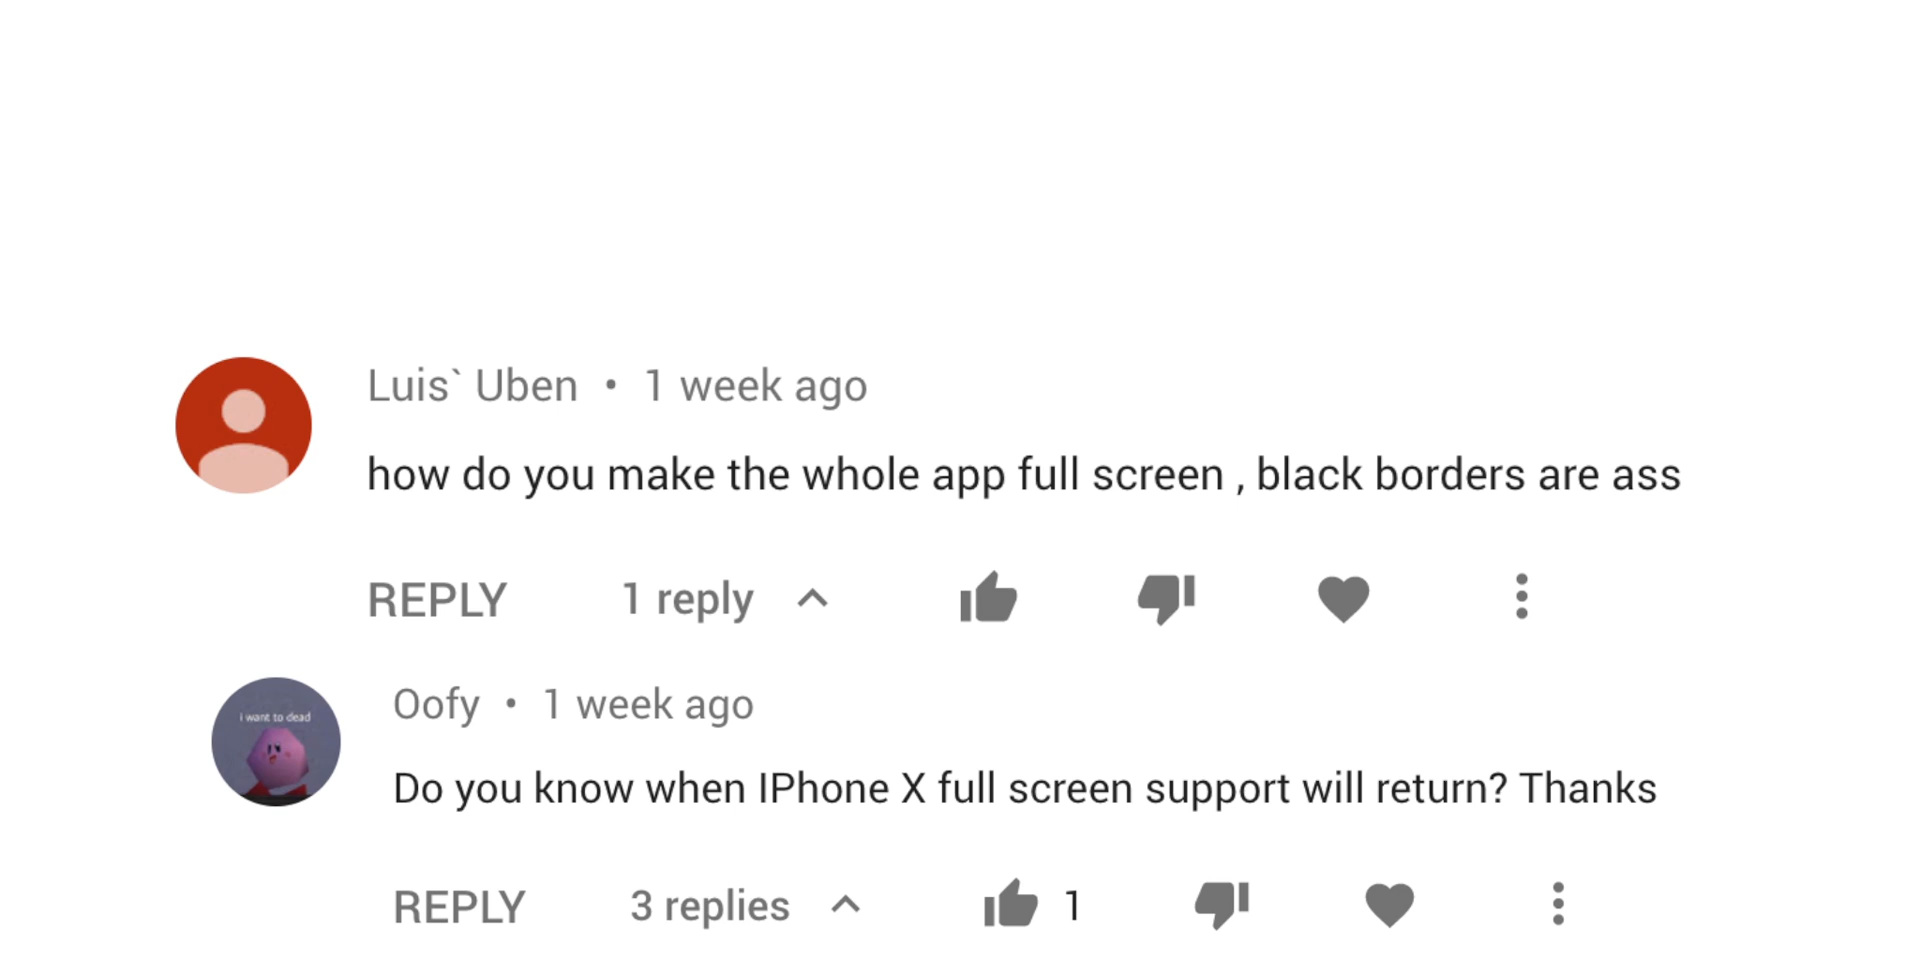 Luis` Uben • 1 week ago
how do you make the whole app full screen , black borders are ass
REPLY 1 reply
Oofy • 1 week ago
i want to dead
Do you know when IPhone X full screen support will return? Thanks
REPLY 3 replies 1